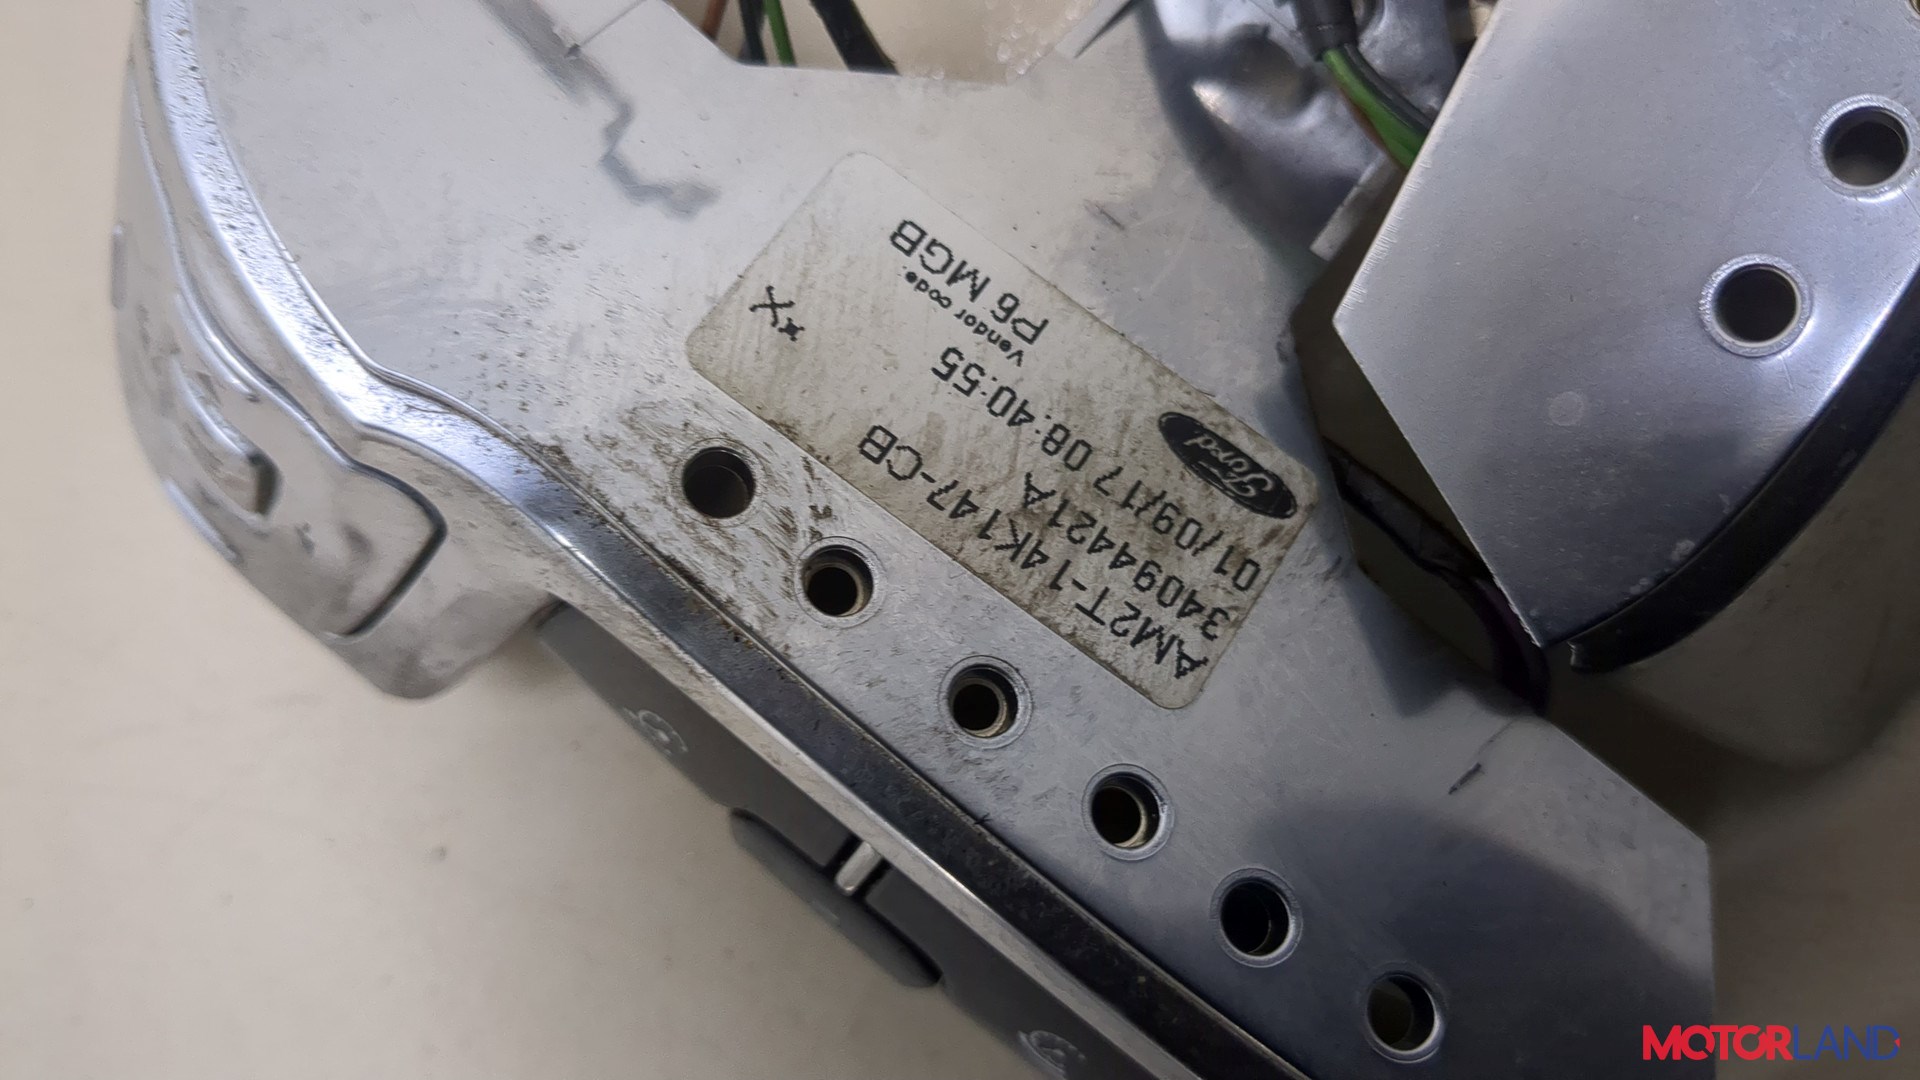 AM2T-14K147-CB
34094421A
01/09/17 08:40:55
Ford
Vendor code:
P6 MGB
*X
MOTORLAND